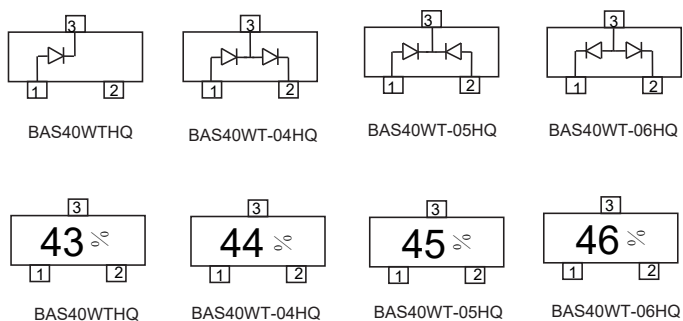 3 3 3 3
1 2 1 2 1 2 1 2
BAS40WTHQ BAS40WT-04HQ BAS40WT-05HQ BAS40WT-06HQ
3 3 3 3
43 % 44 % 45 % 46 %
1 2 1 2 1 2 1 2
BAS40WTHQ BAS40WT-04HQ BAS40WT-05HQ BAS40WT-06HQ